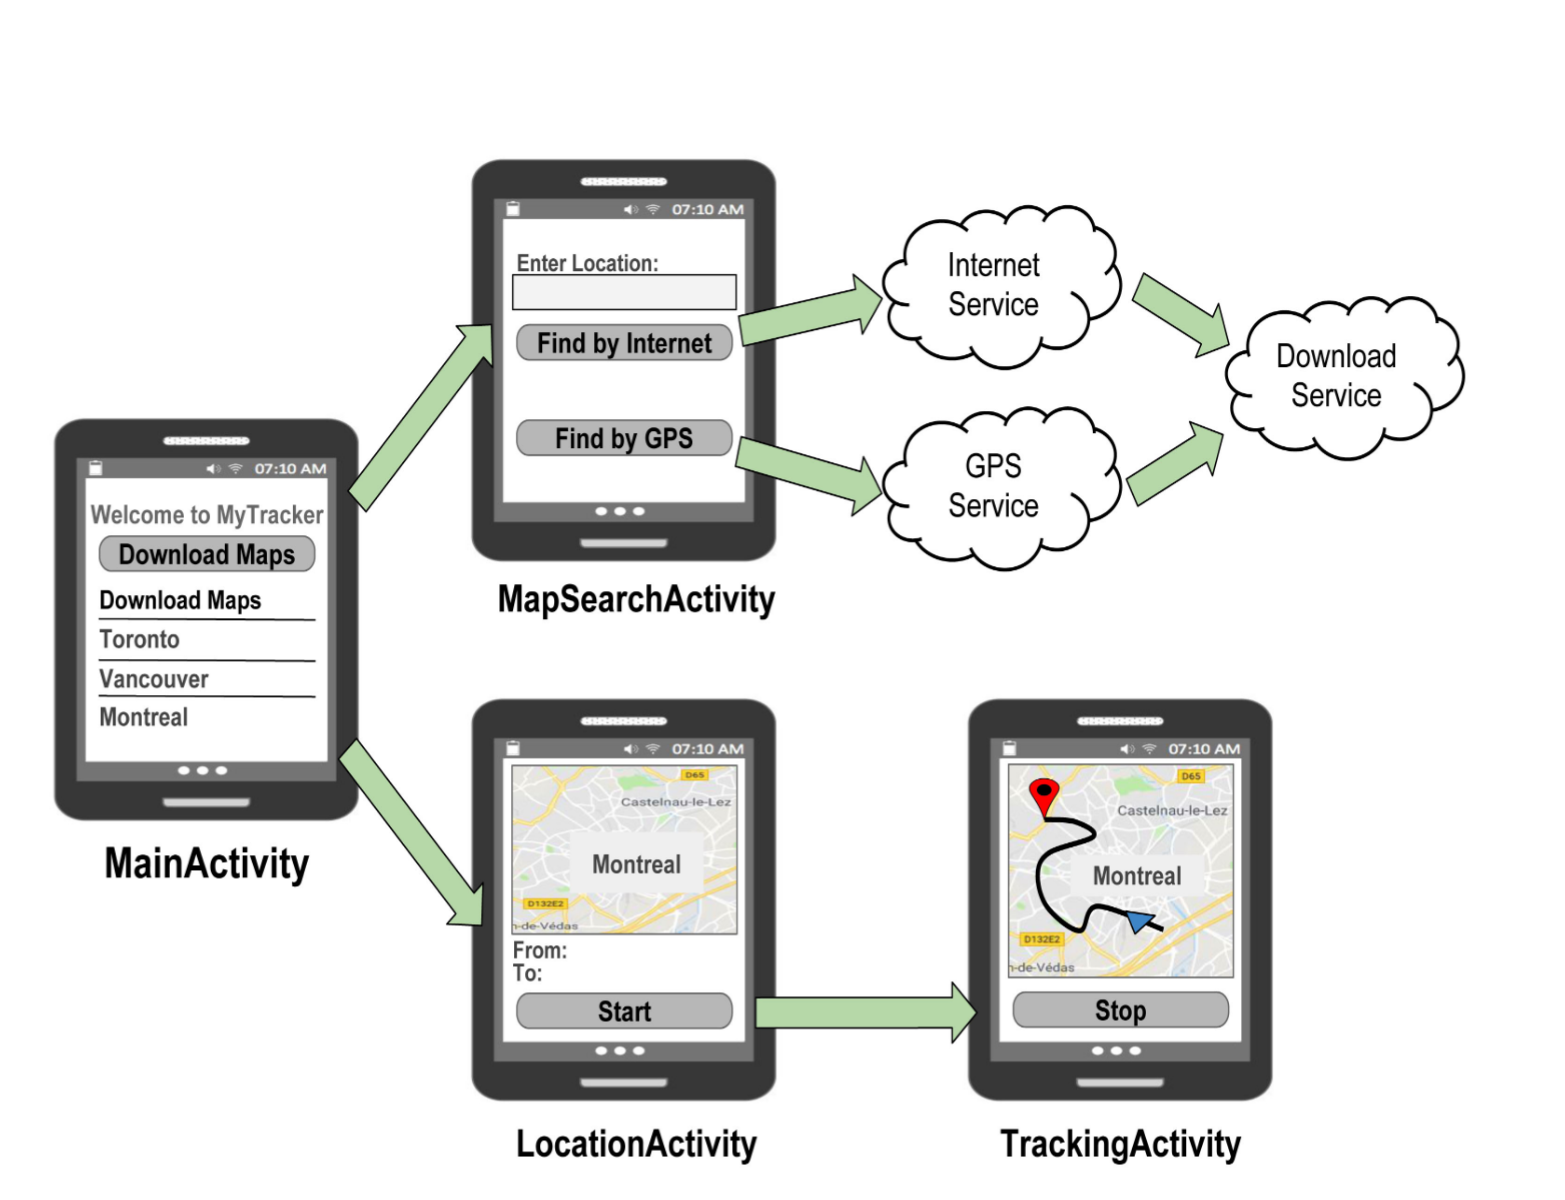 07:10 AM
Enter Location:
Find by Internet
Find by GPS
MapSearchActivity
Internet
Service
GPS
Service
Download
Service
07:10 AM
Welcome to MyTracker
Download Maps
Download Maps
Toronto
Vancouver
Montreal
MainActivity
07:10 AM
D65
Castelnau-le-Lez
Montreal
D132E2
n-de-Védas
From:
To:
Start
LocationActivity
07:10 AM
D65
Castelnau-le-Lez
Montreal
D132E2
n-de-Védas
Stop
TrackingActivity